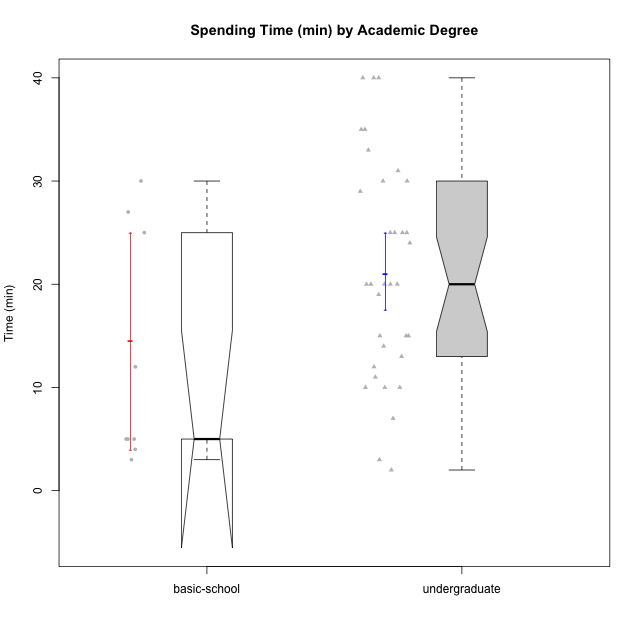 Spending Time (min) by Academic Degree
Time (min)
40
30
20
10
0
basic-school undergraduate